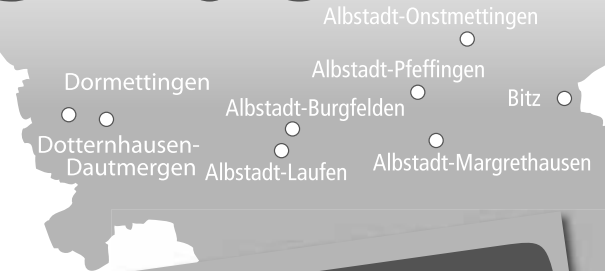 Albstadt-Onstmettingen
Albstadt-Pfeffingen
Dormettingen
Bitz
Albstadt-Burgfelden
Dotternhausen-
Dautmergen
Albstadt-Laufen
Albstadt-Margrethausen